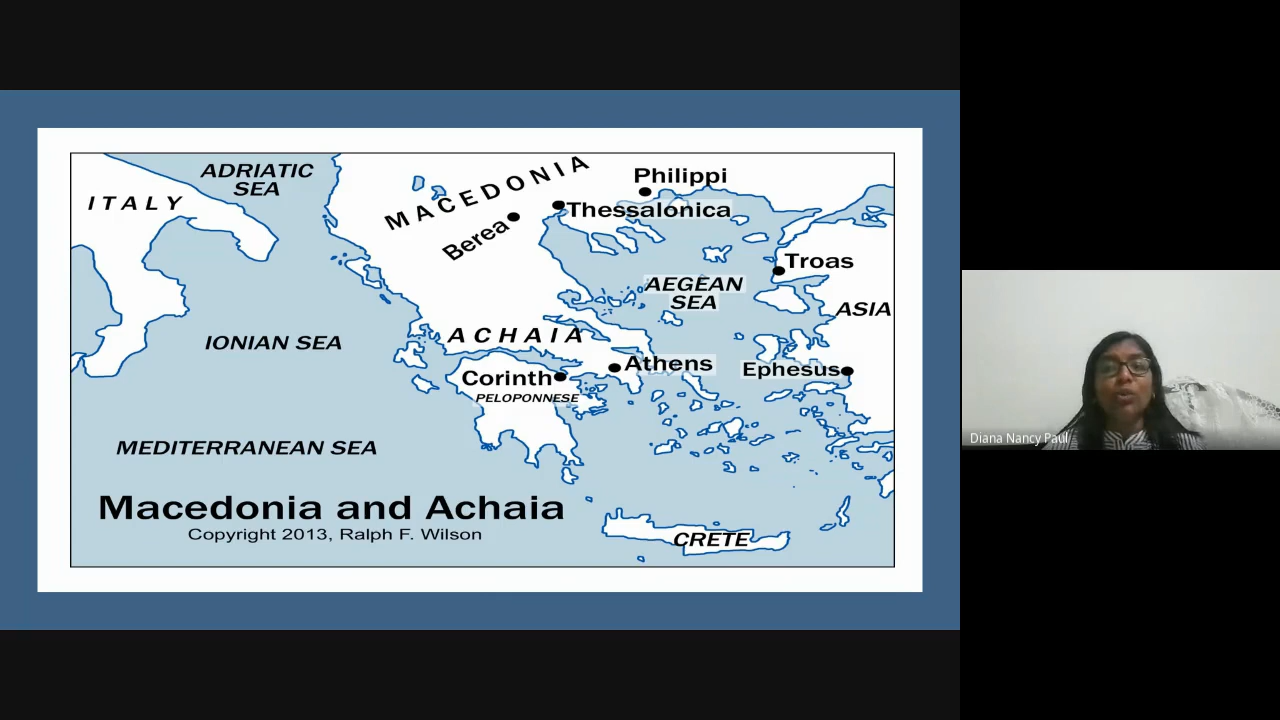 ADRIATIC
SEA
ITALY
MACEDONIA
Philippi
Thessalonica
Berea
Troas
AEGEAN
SEA
ASIA
IONIAN SEA
ACHAIA
Athens
Ephesus
Corinth
PELOPONNESE
MEDITERRANEAN SEA
Macedonia and Achaia
Copyright 2013, Ralph F. Wilson
CRETE
Diana Nancy Paul